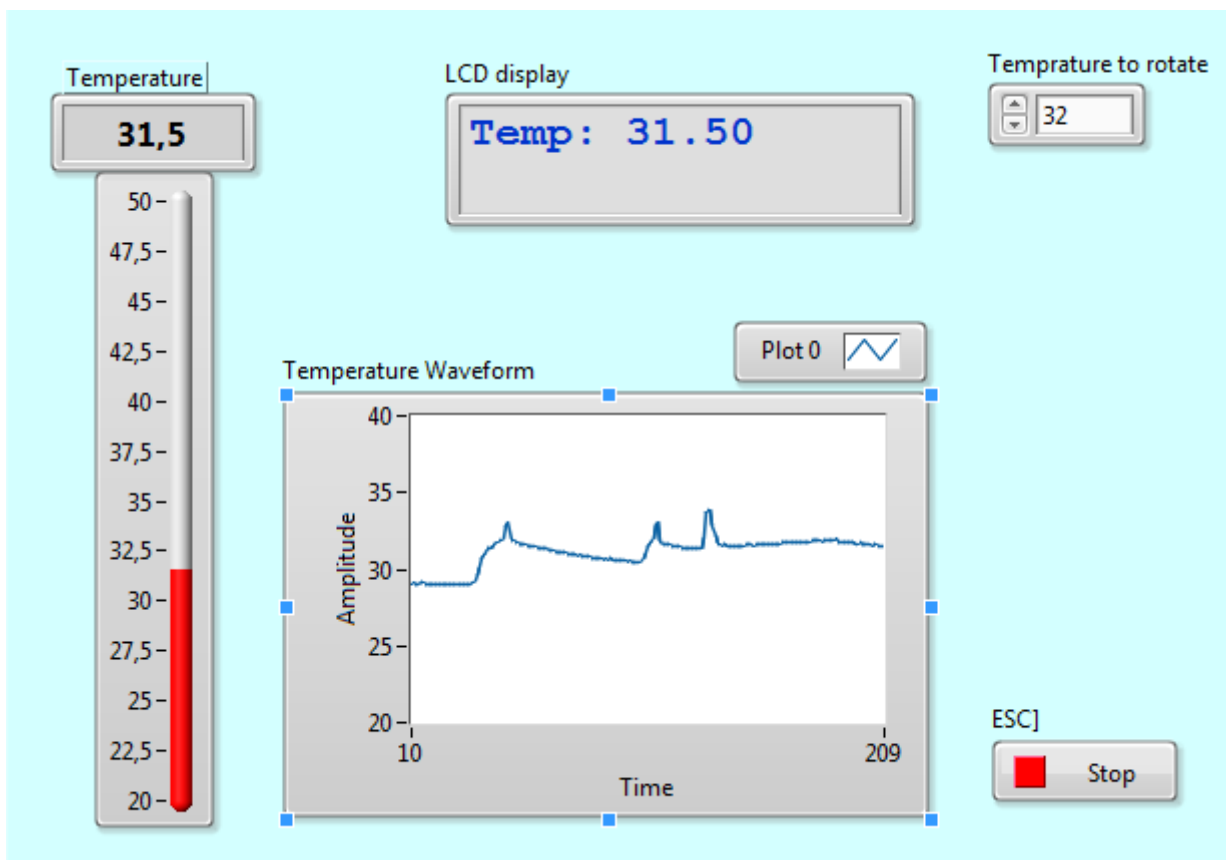 Temperature
31,5
50
47,5
45
42,5
40
37,5
35
32,5
30
27,5
25
22,5
20
LCD display
Temp: 31.50
Temprature to rotate
32
Plot 0
Temperature Waveform
Amplitude
40
35
30
25
20
10
209
Time
ESC]
Stop